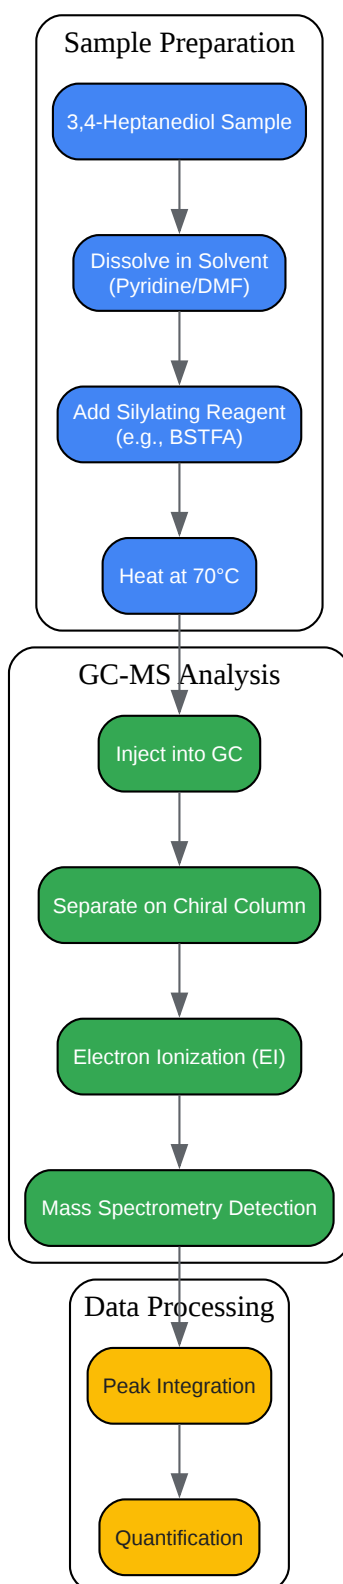 Sample Preparation
3,4-Heptanediol Sample
Dissolve in Solvent
(Pyridine/DMF)
Add Silylating Reagent
(e.g., BSTFA)
Heat at 70°C
GC-MS Analysis
Inject into GC
Separate on Chiral Column
Electron Ionization (EI)
Mass Spectrometry Detection
Data Processing
Peak Integration
Quantification